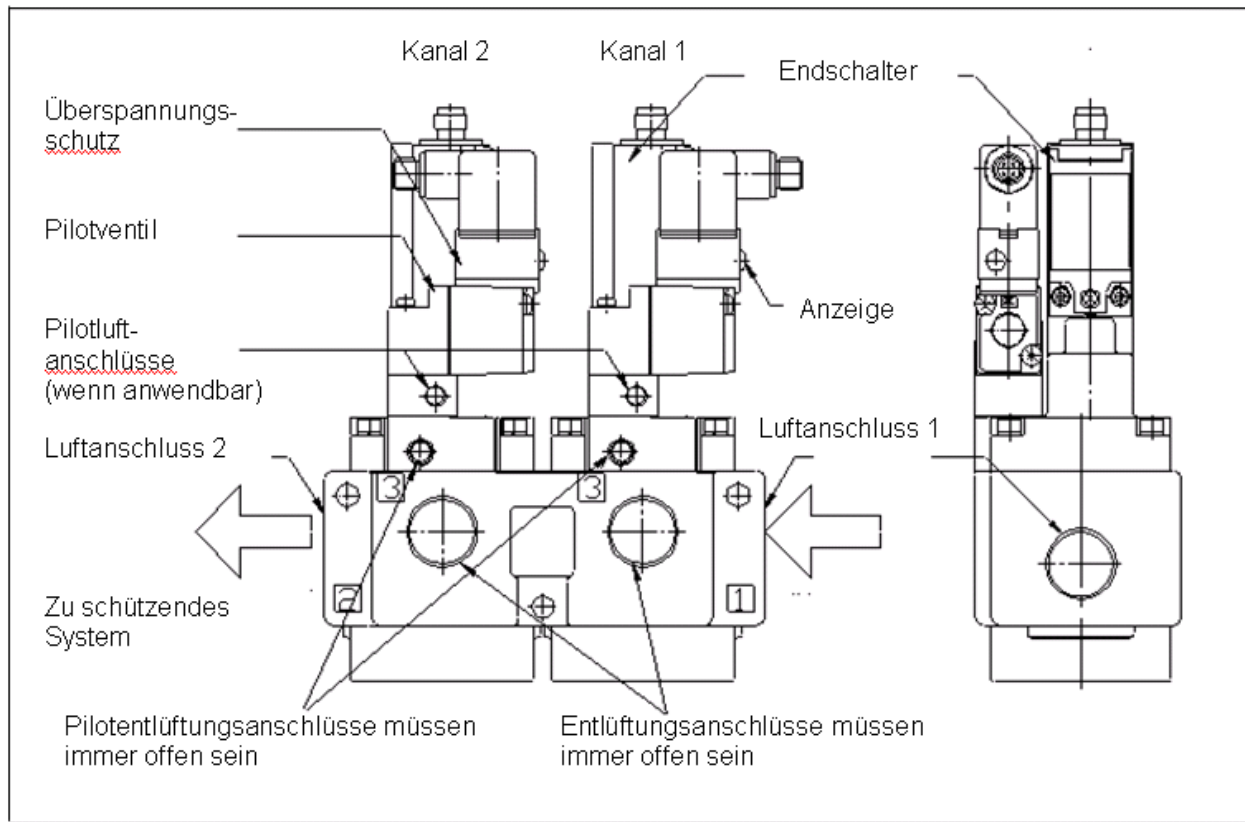 Kanal 2
Kanal 1
Endschalter
Überspannungs-
schutz
Pilotventil
Anzeige
Pilotluft-
anschlüsse
(wenn anwendbar)
Luftanschluss 2
Luftanschluss 1
3
3
2
1
Zu schützendes
System
Pilotentlüftungsanschlüsse müssen
immer offen sein
Entlüftungsanschlüsse müssen
immer offen sein